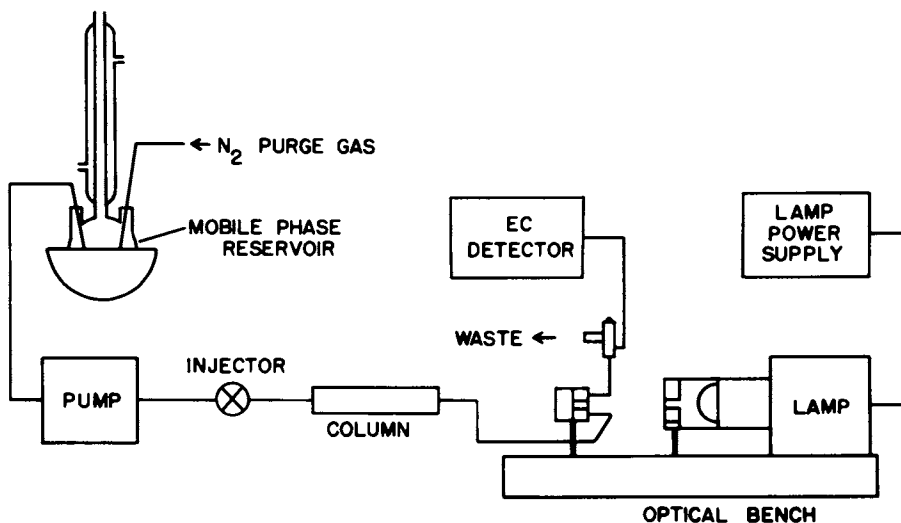 ← N2 PURGE GAS
MOBILE PHASE
RESERVOIR
EC
DETECTOR
LAMP
POWER
SUPPLY
WASTE ←
INJECTOR
PUMP
COLUMN
LAMP
OPTICAL BENCH